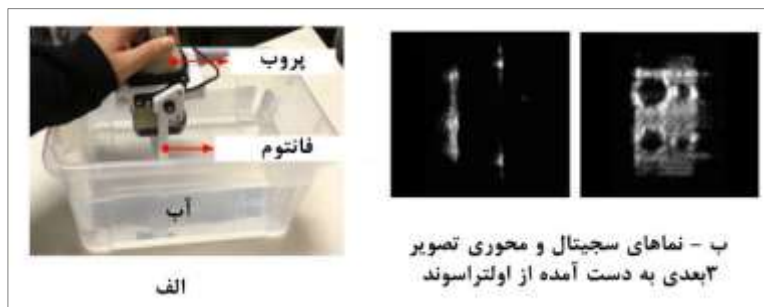 پروب
فانتوم
آب
الف
ب - نماهای سجیتال و محوری تصویر
۳بعدی به دست آمده از اولتراسوند